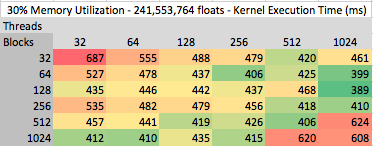 30% Memory Utilization - 241,553,764 floats - Kernel Execution Time (ms)
Threads
Blocks 32 64 128 256 512 1024
32 687 555 488 479 420 461
64 527 478 437 406 425 399
128 435 446 442 437 468 389
256 535 482 479 456 418 410
512 457 441 419 426 406 624
1024 412 410 435 415 620 608